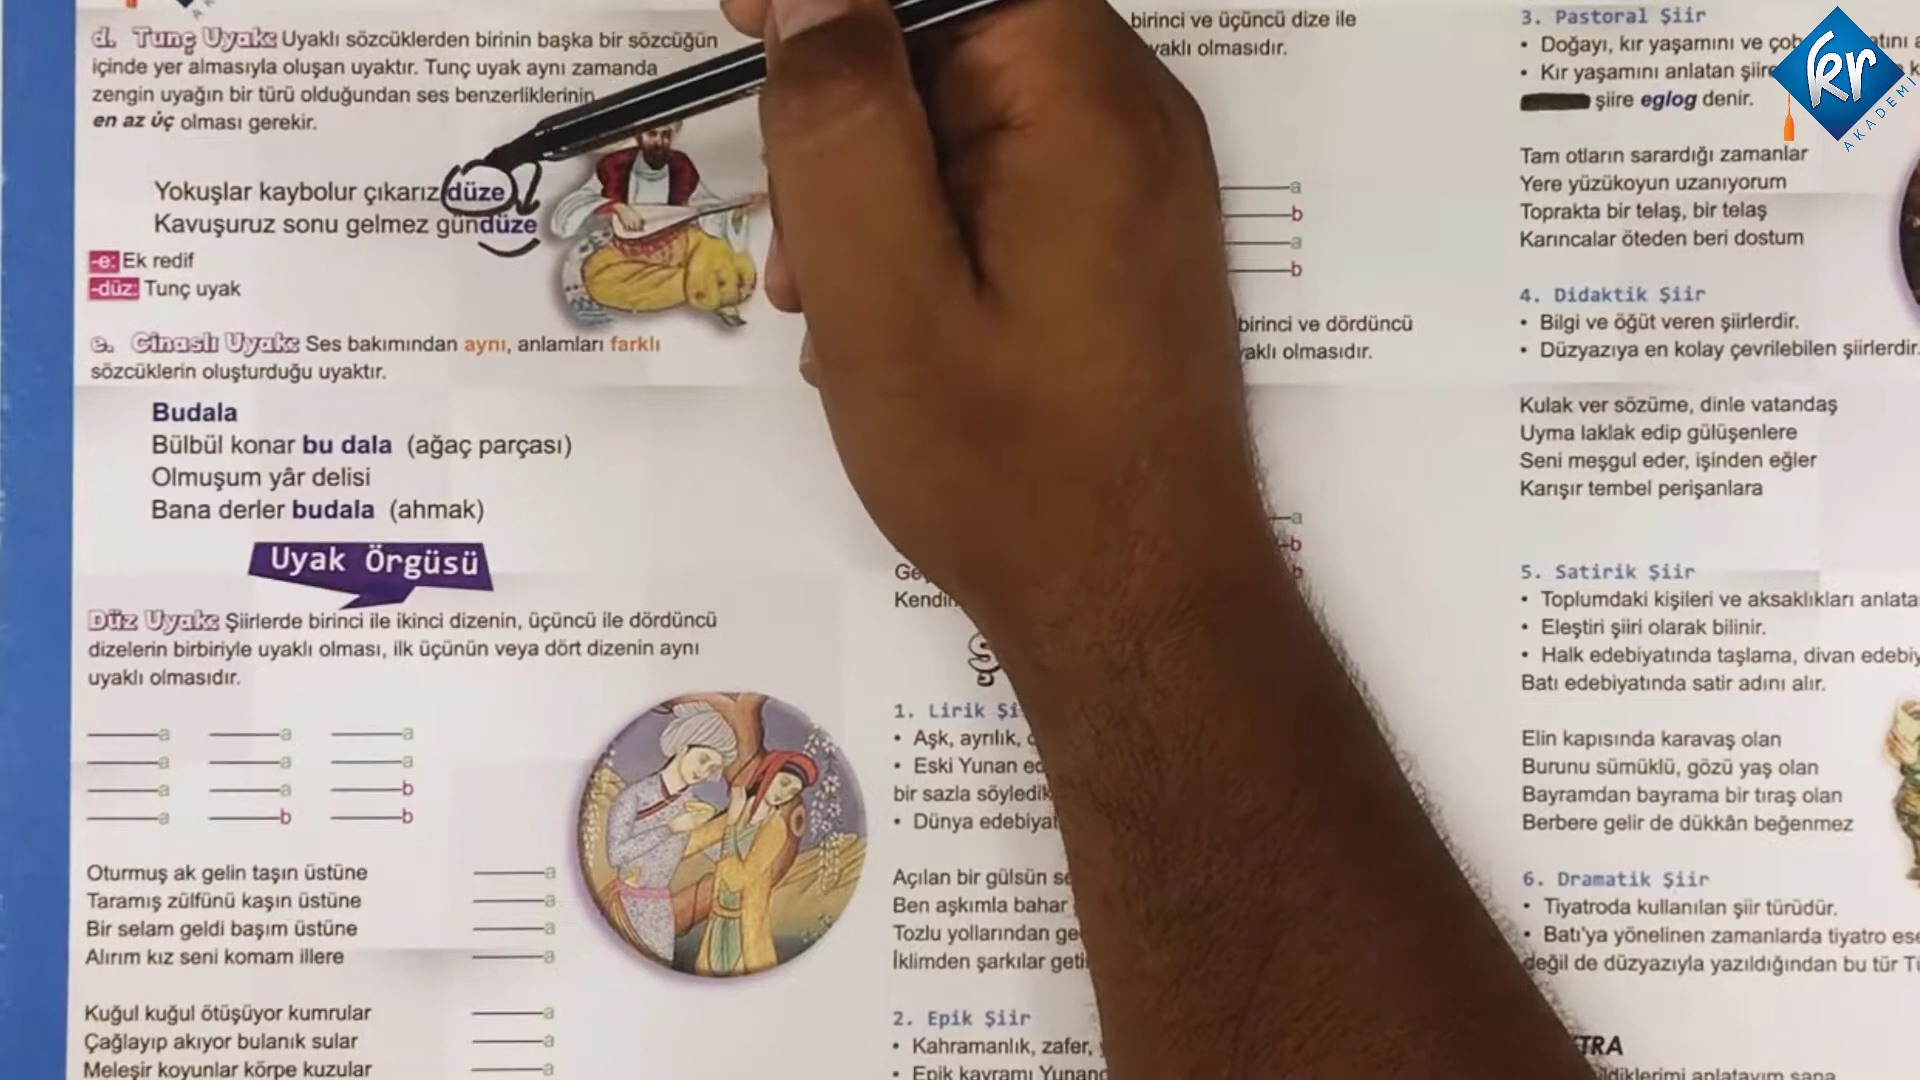 d. Tunç Uyak: Uyaklı sözcüklerden birinin başka bir sözcüğün
içinde yer almasıyla oluşan uyaktır. Tunç uyak aynı zamanda
zengin uyağın bir türü olduğundan ses benzerliklerinin
en az üç olması gerekir.
Yokuşlar kaybolur çıkarız düze
Kavuşuruz sonu gelmez gündüze
-e: Ek redif
-düz: Tunç uyak
e. Cinaslı Uyak: Ses bakımından aynı, anlamları farklı
sözcüklerin oluşturduğu uyaktır.
Budala
Bülbül konar bu dala (ağaç parçası)
Olmuşum yâr delisi
Bana derler budala (ahmak)
Uyak Örgüsü
Düz Uyak: Şiirlerde birinci ile ikinci dizenin, üçüncü ile dördüncü
dizelerin birbiriyle uyaklı olması, ilk üçünün veya dört dizenin aynı
uyaklı olmasıdır.
a a a
a a a
a a b
a b b
Oturmuş ak gelin taşın üstüne a
Taramış zülfünü kaşın üstüne a
Bir selam geldi başım üstüne a
Alırım kız seni komam illere a
Kuğul kuğul ötüşüyor kumrular a
Çağlayıp akıyor bulanık sular a
Meleşir koyunlar körpe kuzular a
birinci ve üçüncü dize ile
yaklı olmasıdır.
a
b
a
b
birinci ve dördüncü
yaklı olmasıdır.
a
b
b
Kendin
1. Lirik Şi
• Aşk, ayrılık,
• Eski Yunan
bir sazla söyledik
• Dünya edebiyat
Açılan bir gülsün
Ben aşkımla bahar
Tozlu yollarından
İklimden şarkılar
2. Epik Şiir
• Kahramanlık, zafer,
• Epik kavramı
3. Pastoral Şiir
• Doğayı, kır yaşamını ve
• Kır yaşamını anlatan
şiire eglog denir.
Tam otların sarardığı zamanlar
Yere yüzükoyun uzanıyorum
Toprakta bir telaş, bir telaş
Karıncalar öteden beri dostum
4. Didaktik Şiir
• Bilgi ve öğüt veren şiirlerdir.
• Düzyazıya en kolay çevrilebilen şiirlerdir.
Kulak ver sözüme, dinle vatandaş
Uyma laklak edip gülüşenlere
Seni meşgul eder, işinden eğler
Karışır tembel perişanlara
5. Satirik Şiir
• Toplumdaki kişileri ve aksaklıkları anlata
• Eleştiri şiiri olarak bilinir.
• Halk edebiyatında taşlama, divan edebiy
Batı edebiyatında satir adını alır.
Elin kapısında karavaş olan
Burunu sümüklü, gözü yaş olan
Bayramdan bayrama bir tıraş olan
Berbere gelir de dükkân beğenmez
6. Dramatik Şiir
• Tiyatroda kullanılan şiir türüdür.
• Batı'ya yönelinen zamanlarda tiyatro ese
değil de düzyazıyla yazıldığından bu tür
TRA
bildiklerimi anlatayım sana
kr
AKADEMİ